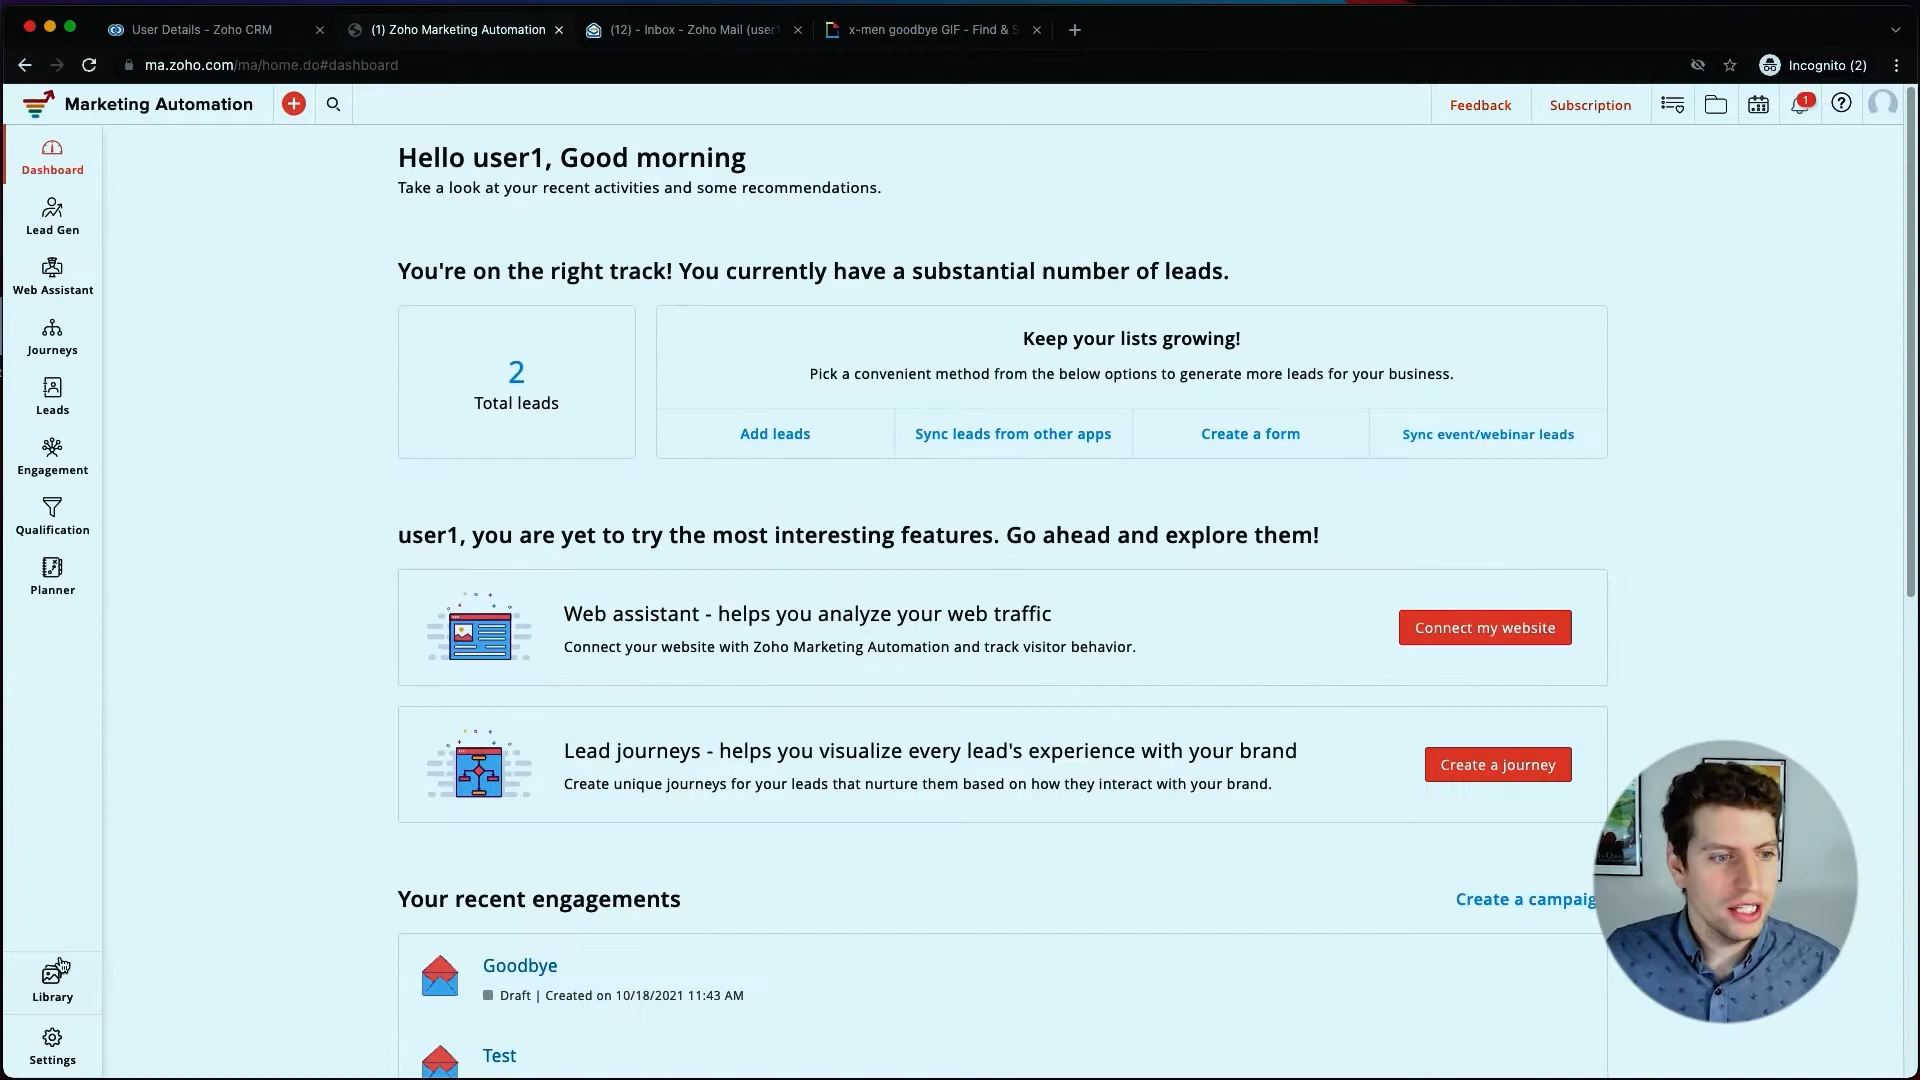 User Details - Zoho CRM
(1) Zoho Marketing Automation
(12) - Inbox - Zoho Mail (user1
x-men goodbye GIF - Find & S
ma.zoho.com/ma/home.do#dashboard
Incognito (2)
Marketing Automation
Feedback
Subscription
1
Dashboard
Lead Gen
Web Assistant
Journeys
Leads
Engagement
Qualification
Planner
Library
Settings
Hello user1, Good morning
Take a look at your recent activities and some recommendations.
You're on the right track! You currently have a substantial number of leads.
2
Total leads
Keep your lists growing!
Pick a convenient method from the below options to generate more leads for your business.
Add leads
Sync leads from other apps
Create a form
Sync event/webinar leads
user1, you are yet to try the most interesting features. Go ahead and explore them!
Web assistant - helps you analyze your web traffic
Connect your website with Zoho Marketing Automation and track visitor behavior.
Connect my website
Lead journeys - helps you visualize every lead's experience with your brand
Create unique journeys for your leads that nurture them based on how they interact with your brand.
Create a journey
Your recent engagements
Create a campaig
Goodbye
Draft | Created on 10/18/2021 11:43 AM
Test